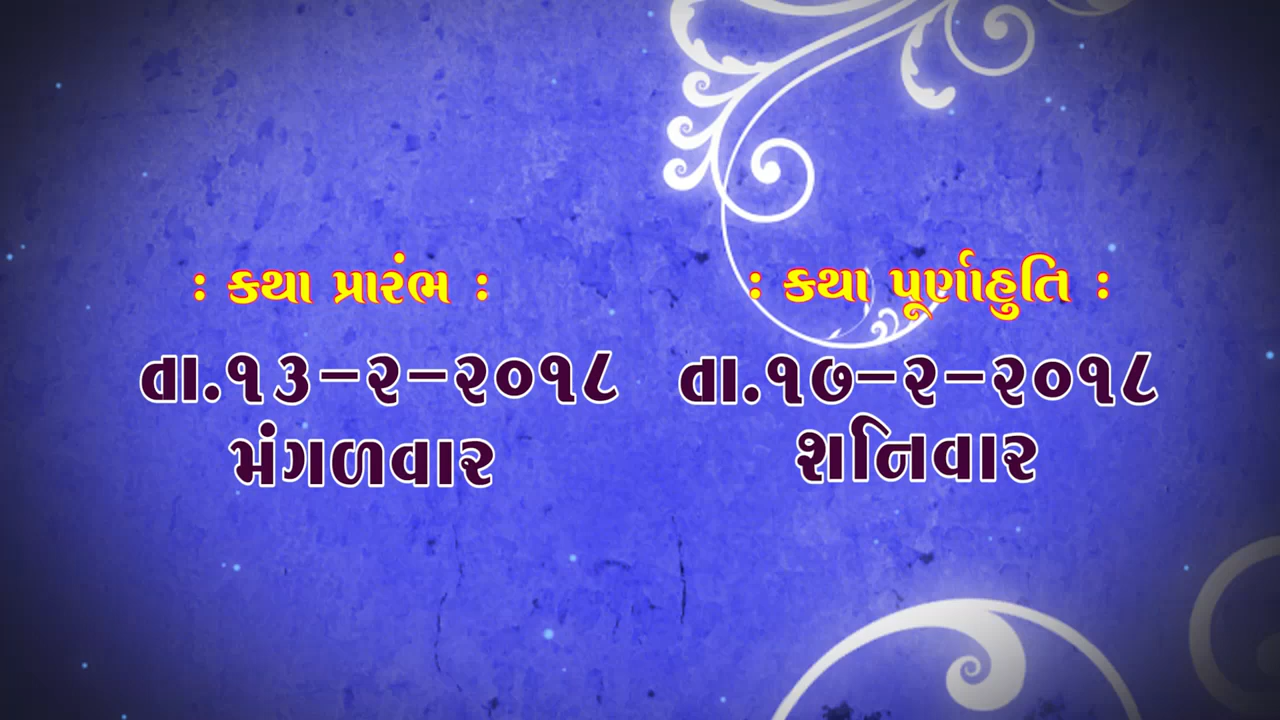 : કથા પ્રારંભ :
તા.૧૩-૨-૨૦૧૮
મંગળવાર
: કથા પૂર્ણાહુતિ :
તા.૧૭-૨-૨૦૧૮
શનિવાર